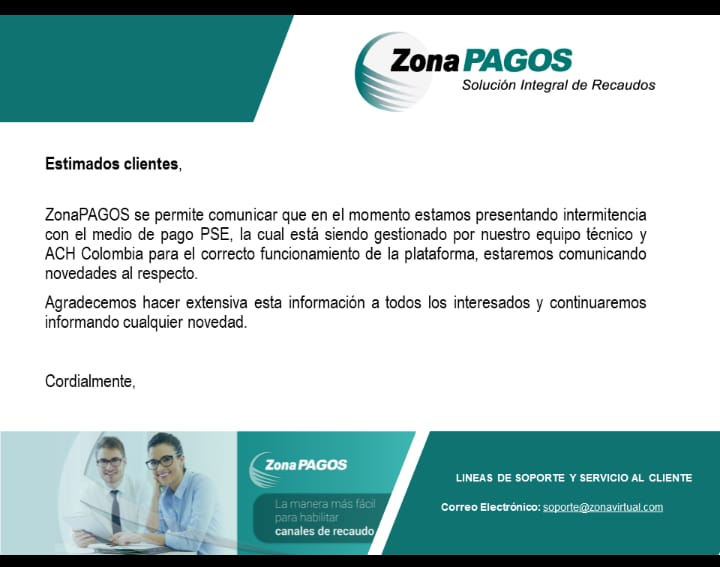 Zona PAGOS
Solución Integral de Recaudos
Estimados clientes,
ZonaPAGOS se permite comunicar que en el momento estamos presentando intermitencia
con el medio de pago PSE, la cual está siendo gestionado por nuestro equipo técnico y
ACH Colombia para el correcto funcionamiento de la plataforma, estaremos comunicando
novedades al respecto.
Agradecemos hacer extensiva esta información a todos los interesados y continuaremos
informando cualquier novedad.
Cordialmente,
Zona PAGOS
La manera más fácil
para habilitar
canales de recaudo
LINEAS DE SOPORTE Y SERVICIO AL CLIENTE
Correo Electrónico: soporte@zonavirtual.com